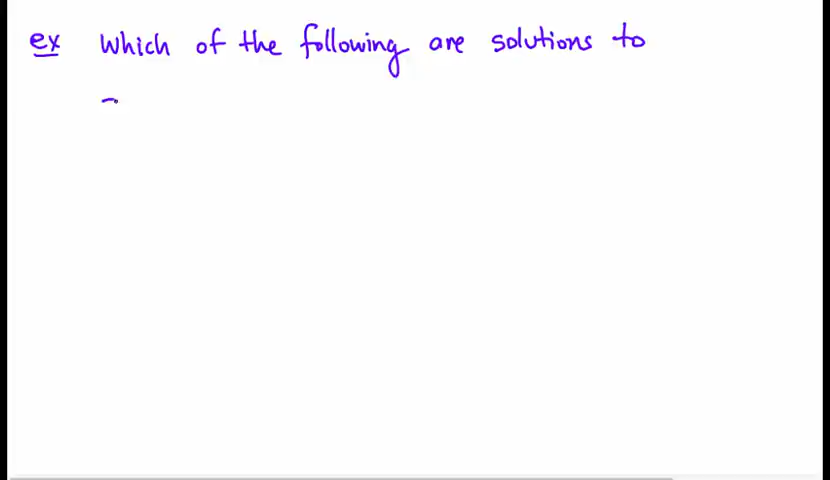 ex Which of the following are solutions to